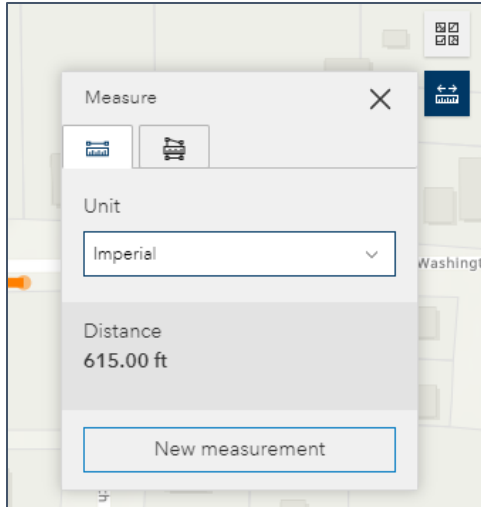 Measure
Unit
Imperial
Washingt
Distance
615.00 ft
New measurement